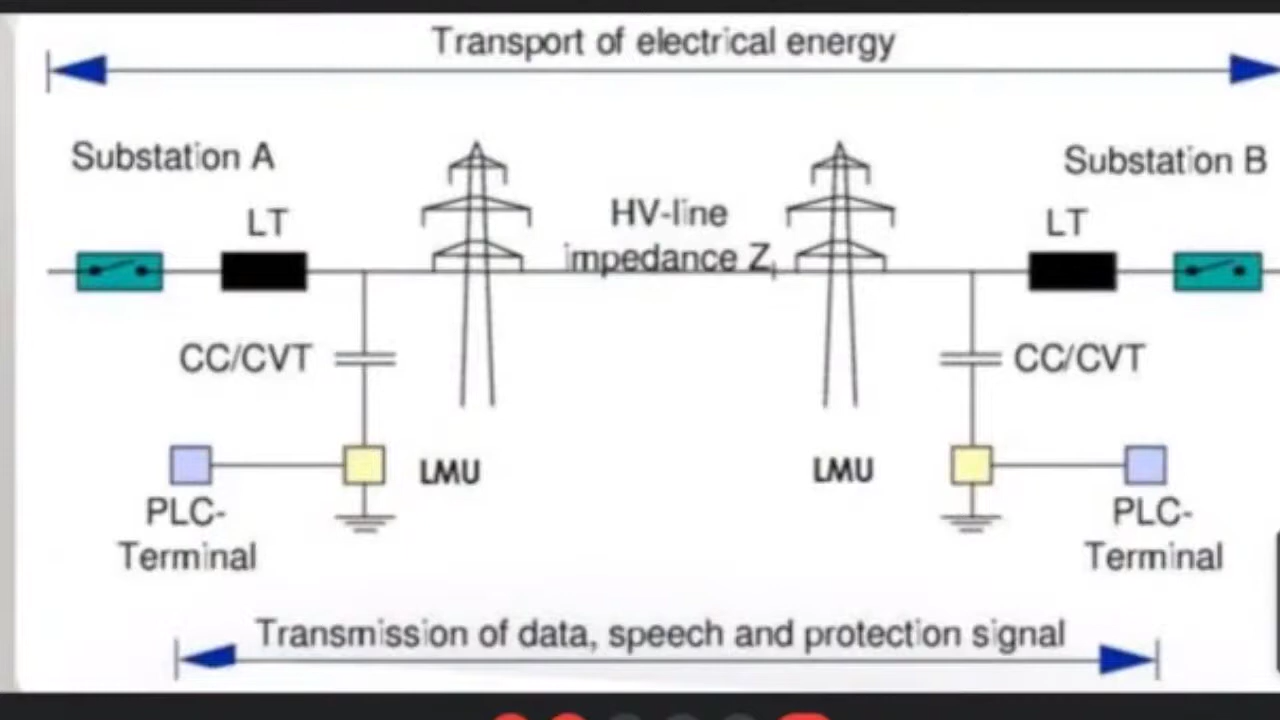 Transport of electrical energy
Substation A
Substation B
LT
HV-line
impedance Zl
LT
CC/CVT
CC/CVT
LMU
LMU
PLC-
Terminal
PLC-
Terminal
Transmission of data, speech and protection signal